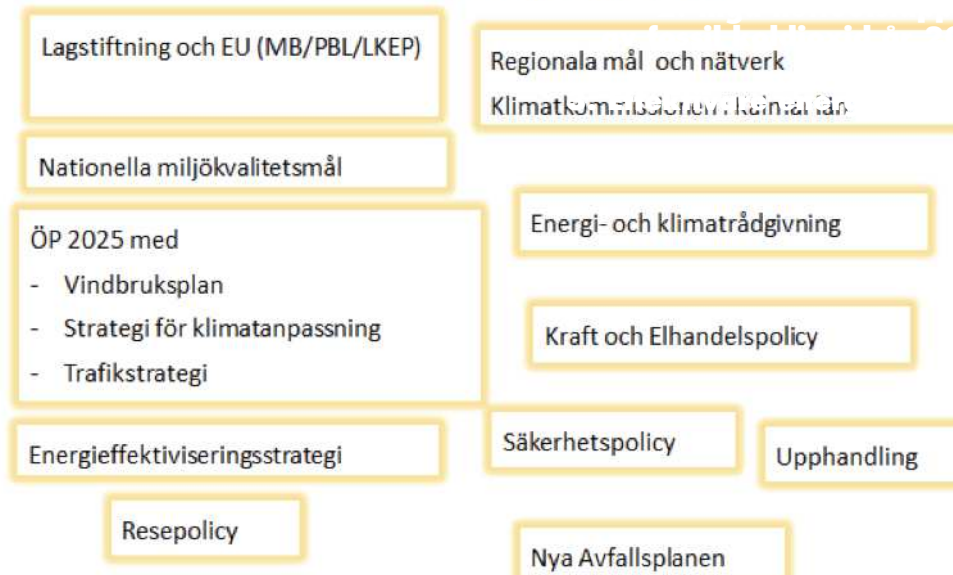 Lagstiftning och EU (MB/PBL/LKEP)
Regionala mål och nätverk
Nationella miljökvalitetsmål
Energi- och klimatrådgivning
ÖP 2025 med
- Vindbruksplan
- Strategi för klimatanpassning
- Trafikstrategi
Kraft och Elhandelspolicy
Energieffektiviseringsstrategi
Säkerhetspolicy
Upphandling
Resepolicy
Nya Avfallsplanen